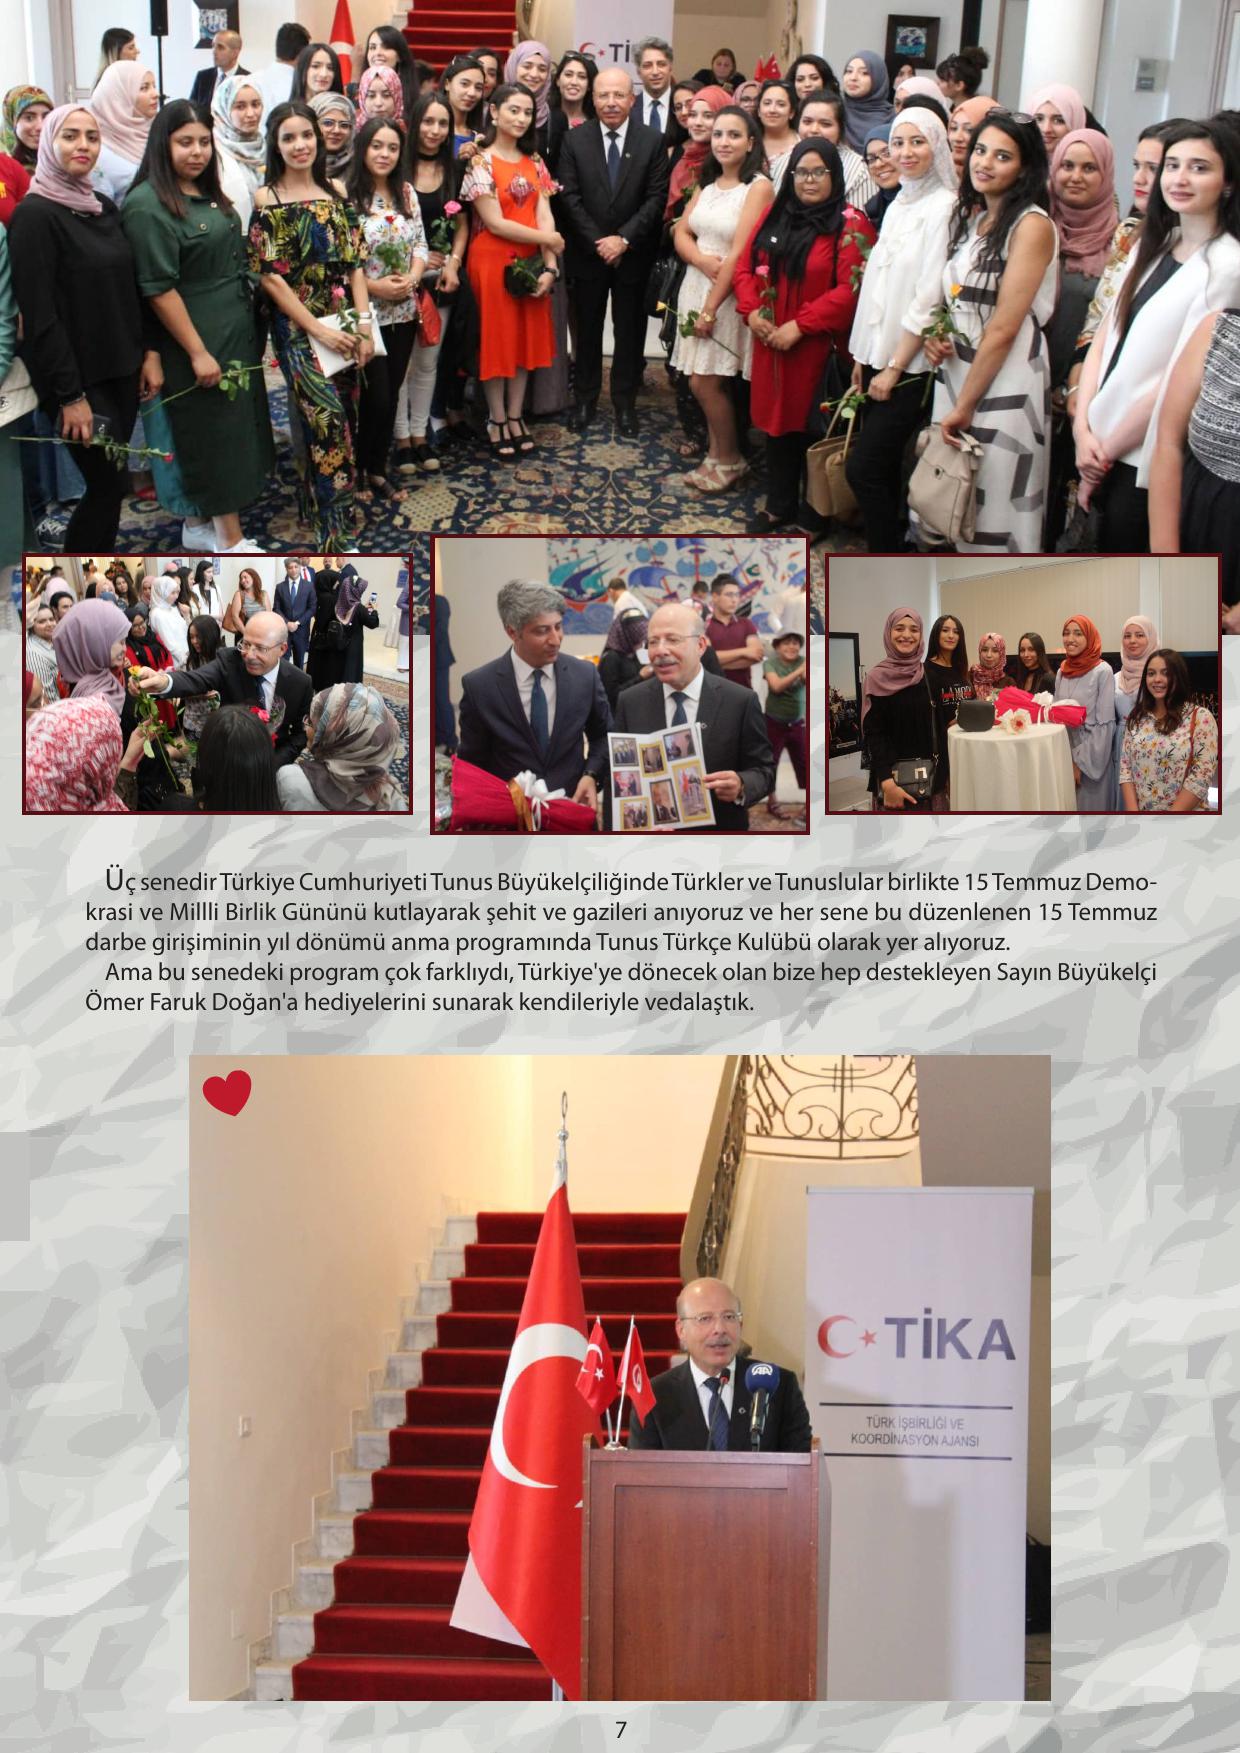 TİK
Üç senedir Türkiye Cumhuriyeti Tunus Büyükelçiliğinde Türkler ve Tunuslular birlikte 15 Temmuz Demo-
krasi ve Millli Birlik Gününü kutlayarak şehit ve gazileri anıyoruz ve her sene bu düzenlenen 15 Temmuz
darbe girişiminin yıl dönümü anma programında Tunus Türkçe Kulübü olarak yer alıyoruz.
Ama bu senedeki program çok farklıydı, Türkiye'ye dönecek olan bize hep destekleyen Sayın Büyükelçi
Ömer Faruk Doğan'a hediyelerini sunarak kendileriyle vedalaştık.
TİKA
TÜRK İŞBİRLİĞİ VE
KOORDİNASYON AJANSI
AA
7